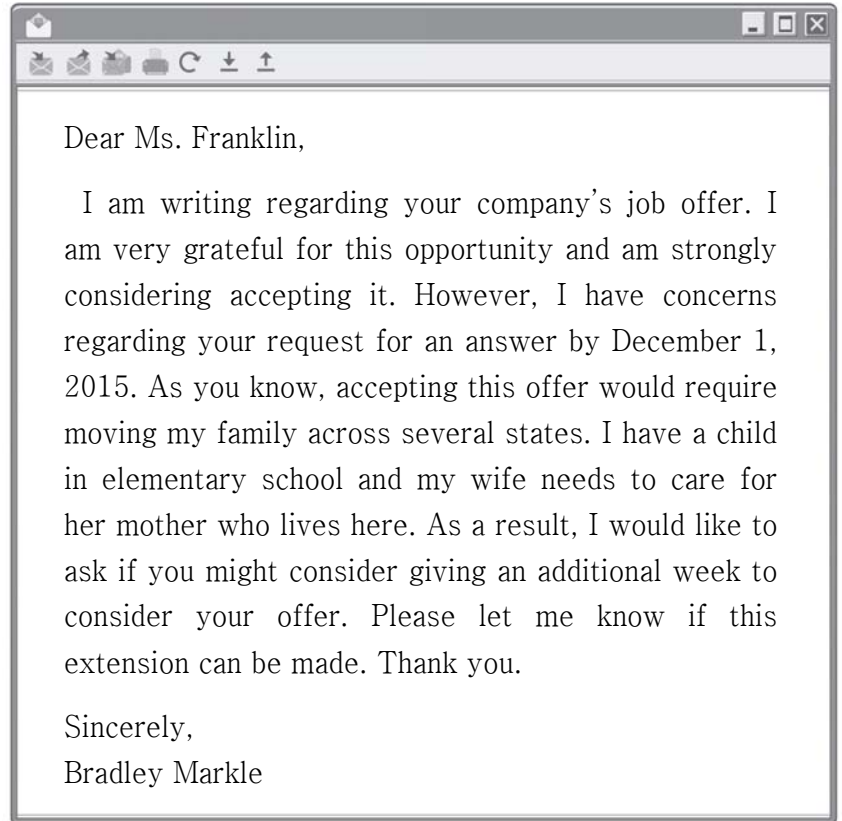 Dear Ms. Franklin,
I am writing regarding your company's job offer. I
am very grateful for this opportunity and am strongly
considering accepting it. However, I have concerns
regarding your request for an answer by December 1,
2015. As you know, accepting this offer would require
moving my family across several states. I have a child
in elementary school and my wife needs to care for
her mother who lives here. As a result, I would like to
ask if you might consider giving an additional week to
consider your offer. Please let me know if this
extension can be made. Thank you.
Sincerely,
Bradley Markle